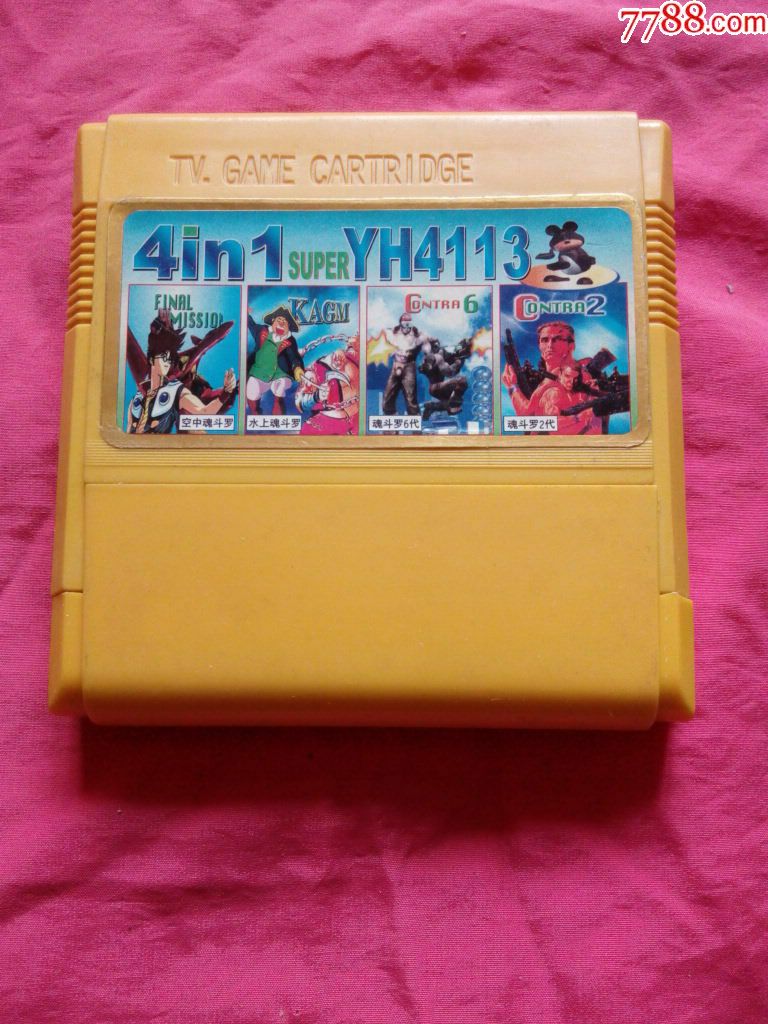 7788.com
TV. GAME CARTRIDGE
4in1 SUPER YH4113
FINAL MISSION
KAGM
CONTRA 6
CONTRA2
空中魂斗罗
水上魂斗罗
魂斗罗6代
魂斗罗2代